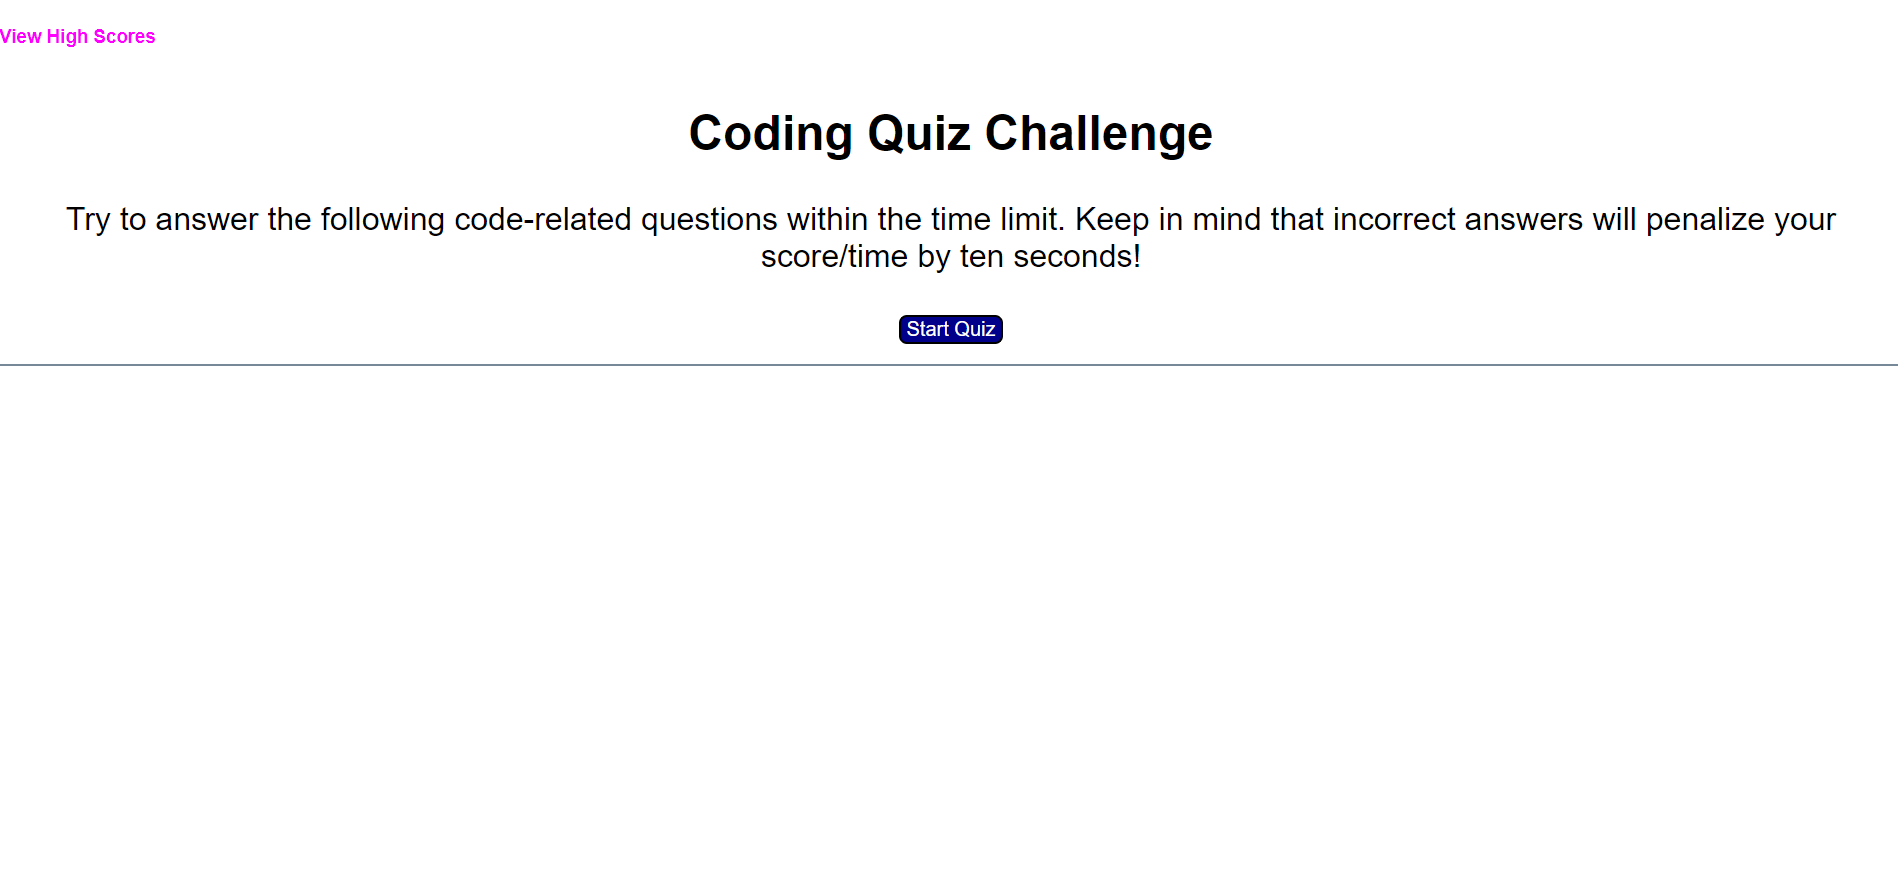 View High Scores
Coding Quiz Challenge
Try to answer the following code-related questions within the time limit. Keep in mind that incorrect answers will penalize your
score/time by ten seconds!
Start Quiz